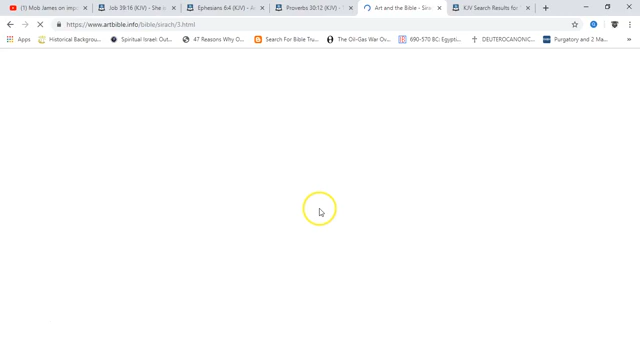 Mob James on imp
Job 39:16 (KJV) - She is
Ephesians 6:4 (KJV) - A
Proverbs 30:12 (KJV) -
Art and the Bible - Sira
KJV Search Results for
https://www.artbible.info/bible/sirach/3.html
Apps
Historical Backgrou...
Spiritual Israel: Out...
47 Reasons Why O...
Search For Bible Tru...
The Oil-Gas War Ov...
690-570 BC: Egypti...
DEUTEROCANONIC...
Purgatory and 2 Ma...
»